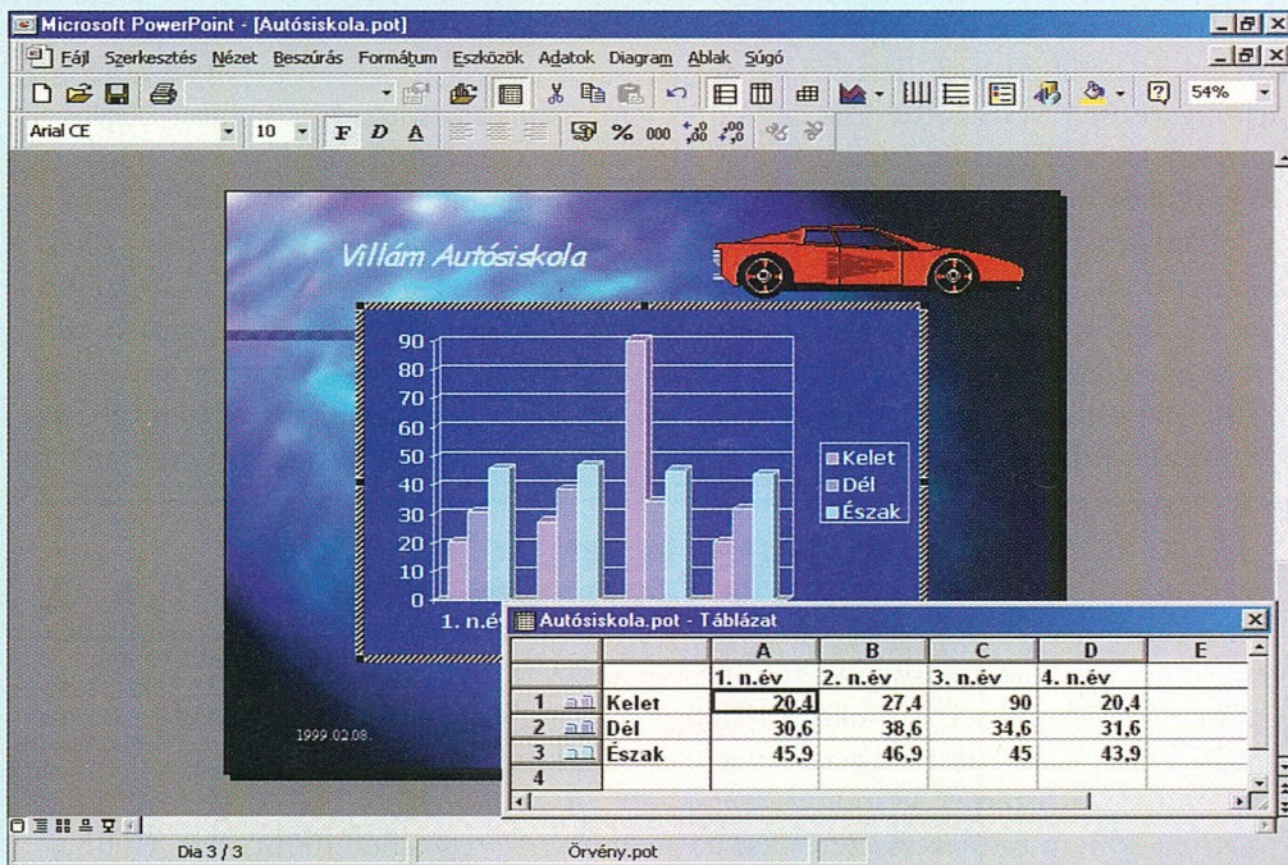 Microsoft PowerPoint - [Autósiskola.pot]
Fájl Szerkesztés Nézet Beszúrás Formátum Eszközök Adatok Diagram Ablak Súgó
54%
Arial CE 10 F D A % 000 ,0 ,00 ,00 ,0
Villám Autósiskola
90
80
70
60
50
40
30
20
10
0
Kelet
Dél
Észak
1. n.év
Autósiskola.pot - Táblázat
A B C D E
1. n.év 2. n.év 3. n.év 4. n.év
1 Kelet 20,4 27,4 90 20,4
2 Dél 30,6 38,6 34,6 31,6
3 Észak 45,9 46,9 45 43,9
4
1999.02.08.
Dia 3 / 3 Örvény.pot